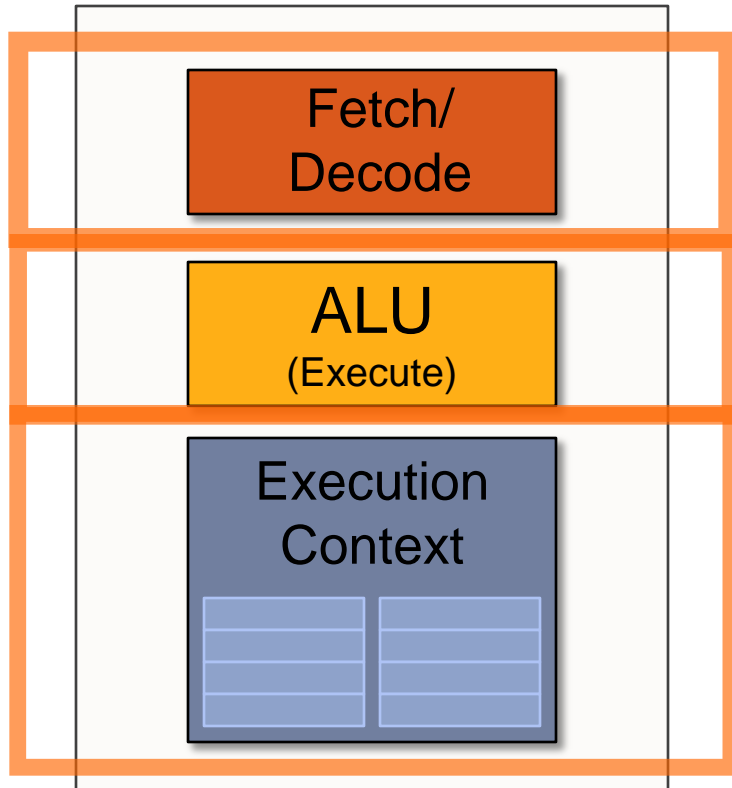 Fetch/
Decode
ALU
(Execute)
Execution
Context